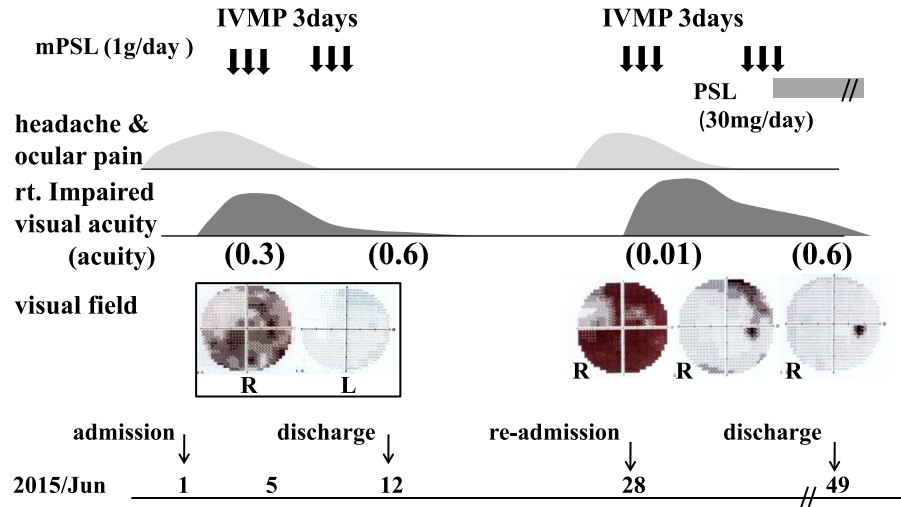 IVMP 3days IVMP 3days
mPSL (1g/day )
PSL
(30mg/day)
headache &
ocular pain
rt. Impaired
visual acuity
(acuity) (0.3) (0.6) (0.01) (0.6)
visual field
R L R R R
admission discharge re-admission discharge
2015/Jun 1 5 12 28 // 49